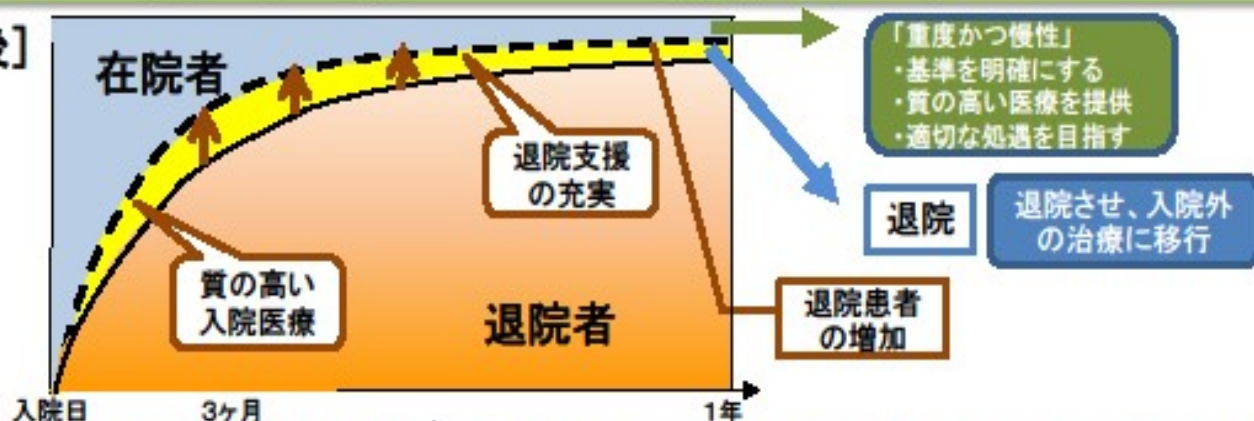 後]
在院者
「重度かつ慢性」
・基準を明確にする
・質の高い医療を提供
・適切な処遇を目指す
退院支援
の充実
退院
退院させ、入院外
の治療に移行
質の高い
入院医療
退院者
退院患者
の増加
入院日
3ヶ月
1年